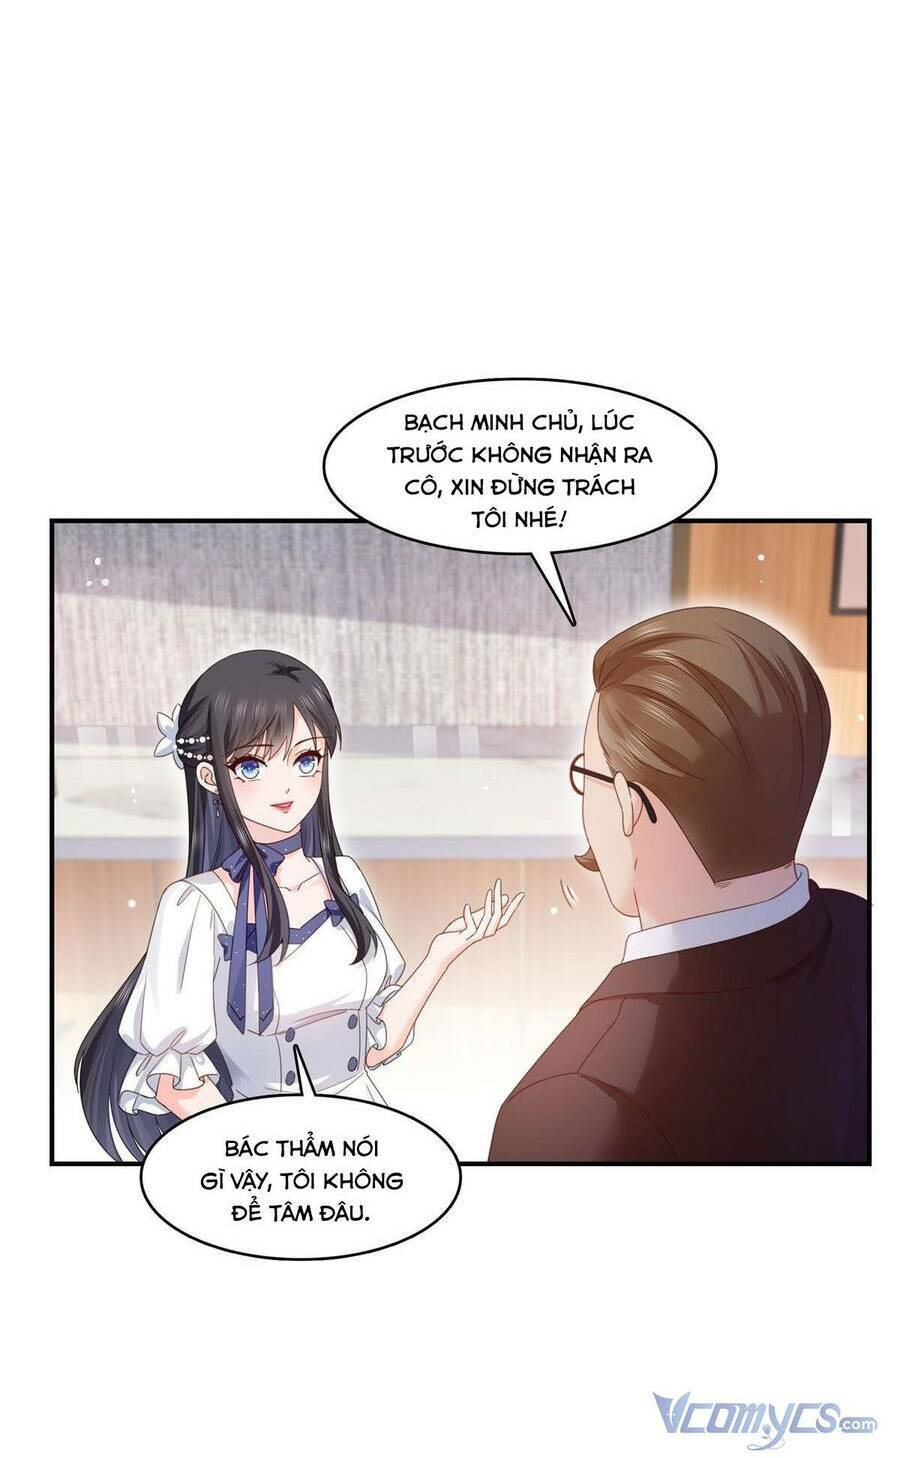 BẠCH MINH CHỦ, LÚC
TRƯỚC KHÔNG NHẬN RA
CÔ, XIN ĐỪNG TRÁCH
TÔI NHÉ!
BÁC THẨM NÓI
GÌ VẬY, TÔI KHÔNG
ĐỂ TÂM ĐÂU.
VCOMYCS.com